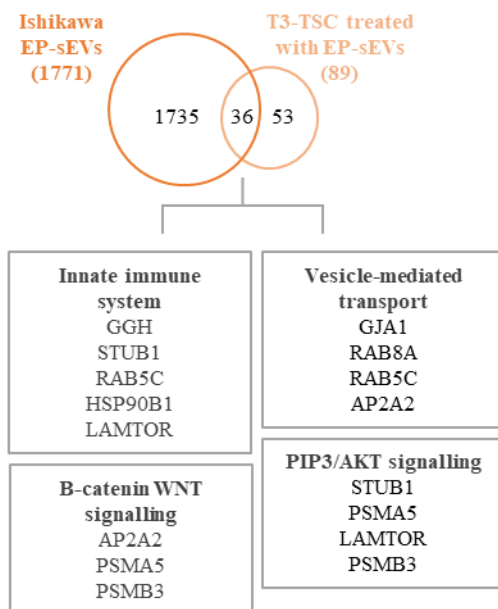 Ishikawa
EP-sEVs
(1771)
T3-TSC treated
with EP-sEVs
(89)
1735
36
53
Innate immune
system
GGH
STUB1
RAB5C
HSP90B1
LAMTOR
Vesicle-mediated
transport
GJA1
RAB8A
RAB5C
AP2A2
B-catenin WNT
signalling
AP2A2
PSMA5
PSMB3
PIP3/AKT signalling
STUB1
PSMA5
LAMTOR
PSMB3